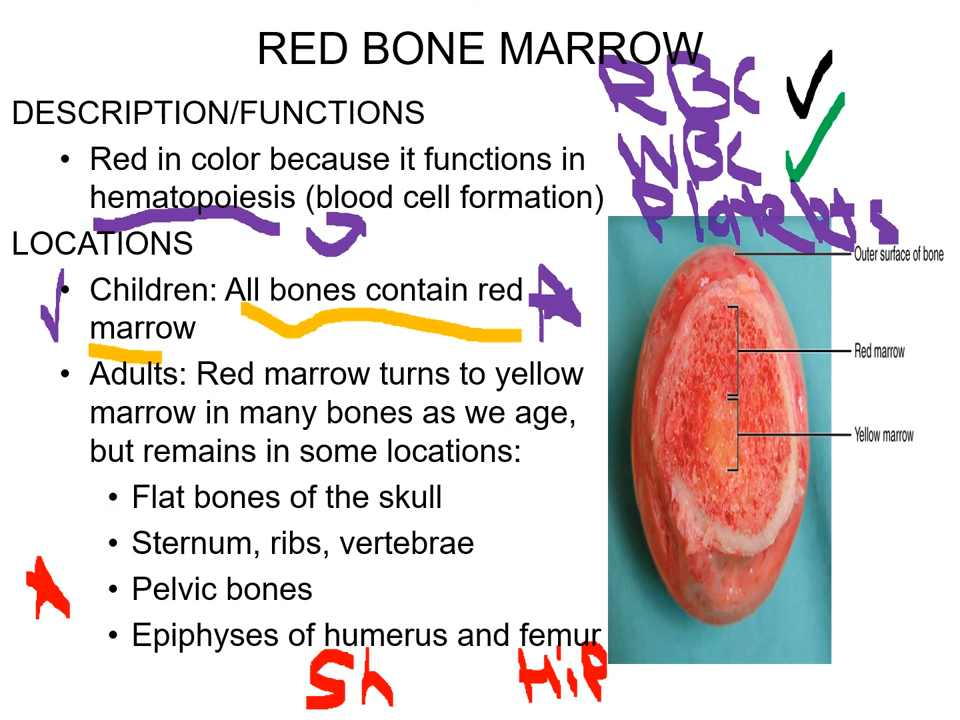 RED BONE MARROW
RBC ✓
DESCRIPTION/FUNCTIONS
WBC ✓
• Red in color because it functions in
hematopoiesis (blood cell formation)
Platelets
LOCATIONS
Outer surface of bone
• Children: All bones contain red
marrow
Red marrow
• Adults: Red marrow turns to yellow
marrow in many bones as we age,
Yellow marrow
but remains in some locations:
• Flat bones of the skull
• Sternum, ribs, vertebrae
• Pelvic bones
• Epiphyses of humerus and femur
Sh Hip